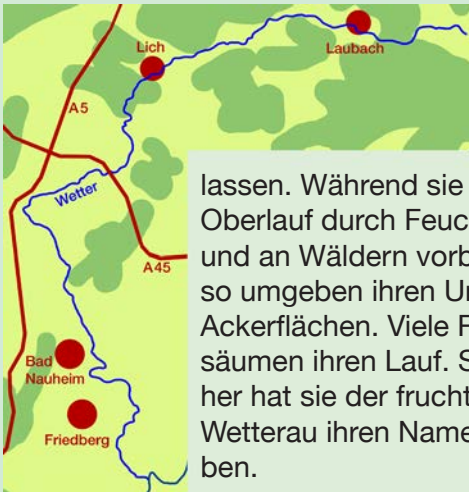 Lich
Laubach
A5
Wetter
A45
Bad
Nauheim
Friedberg
lassen. Während sie
Oberlauf durch Feuc
und an Wäldern vorb
so umgeben ihren Un
Ackerflächen. Viele F
säumen ihren Lauf. S
her hat sie der frucht
Wetterau ihren Name
ben.